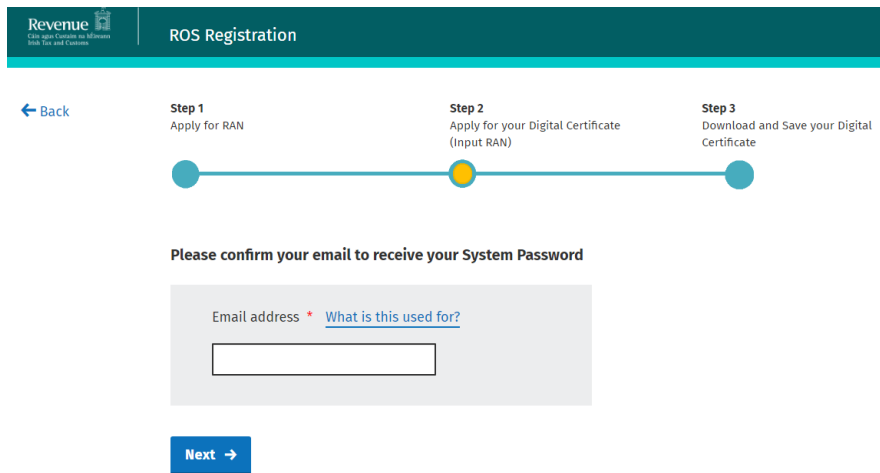 Revenue
Cáin agus Custaim na hÉireann
Irish Tax and Customs
ROS Registration
← Back
Step 1
Apply for RAN
Step 2
Apply for your Digital Certificate
(Input RAN)
Step 3
Download and Save your Digital
Certificate
Please confirm your email to receive your System Password
Email address * What is this used for?
Next →